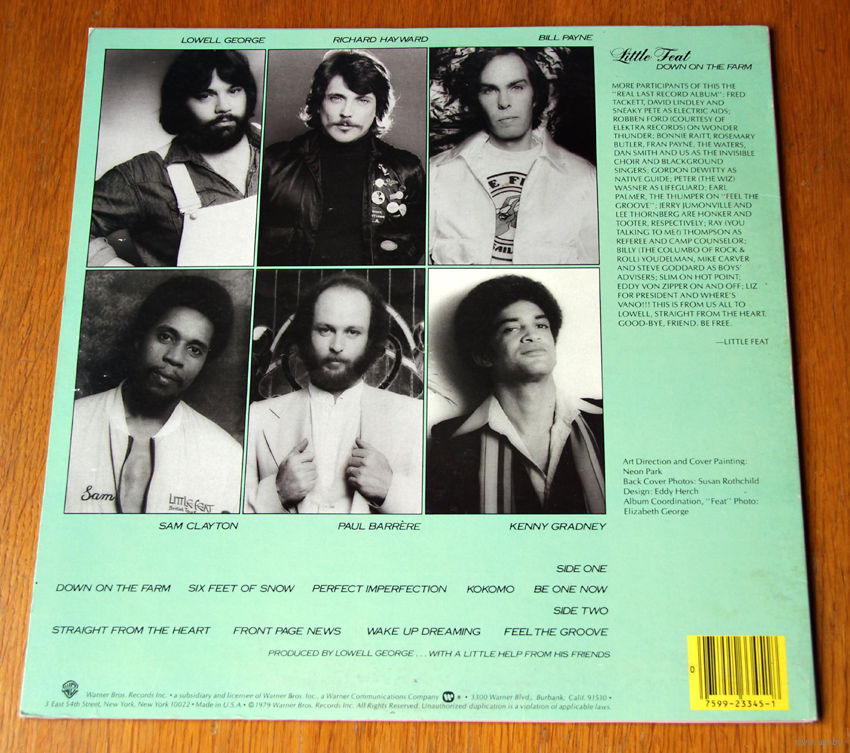 LOWELL GEORGE RICHARD HAYWARD BILL PAYNE
Little Feat
DOWN ON THE FARM
MORE PARTICIPANTS OF THIS THE
"REAL LAST RECORD ALBUM": FRED
TACKETT, DAVID LINDLEY AND
SNEAKY PETE AS ELECTRIC AIDS;
ROBBEN FORD (COURTESY OF
ELEKTRA RECORDS) ON WONDER
THUNDER; BONNIE RAITT, ROSEMARY
BUTLER, FRAN PAYNE, THE WATERS,
DAN SMITH AND US AS THE INVISIBLE
CHOIR AND BLACKGROUND
SINGERS; GORDON DEWITTY AS
NATIVE GUIDE; PETER (THE WIZ)
WASNER AS LIFEGUARD; EARL
PALMER, THE THUMPER ON "FEEL THE
GROOVE"; JERRY JUMONVILLE AND
LEE THORNBERG ARE HONKER AND
TOOTER, RESPECTIVELY; RAY (YOU
TALKING TO ME!) THOMPSON AS
REFEREE AND CAMP COUNSELOR;
BILLY (THE COLUMBO OF ROCK &
ROLL) YOUDELMAN, MIKE CARVER
AND STEVE GODDARD AS BOYS'
ADVISERS; SLIM ON HOT POINT;
EDDY VON ZIPPER ON AND OFF; LIZ
FOR PRESIDENT AND WHERE'S
VANO!!! THIS IS FROM US ALL TO
LOWELL, STRAIGHT FROM THE HEART.
GOOD-BYE, FRIEND. BE FREE.
—LITTLE FEAT
Art Direction and Cover Painting:
Neon Park
Back Cover Photos: Susan Rothchild
Design: Eddy Herch
Album Coordination, "Feat" Photo:
Elizabeth George
Sam
LITTLE FEAT
SAM CLAYTON PAUL BARRÈRE KENNY GRADNEY
SIDE ONE
DOWN ON THE FARM SIX FEET OF SNOW PERFECT IMPERFECTION KOKOMO BE ONE NOW
SIDE TWO
STRAIGHT FROM THE HEART FRONT PAGE NEWS WAKE UP DREAMING FEEL THE GROOVE
PRODUCED BY LOWELL GEORGE . . . WITH A LITTLE HELP FROM HIS FRIENDS
Warner Bros. Records Inc. • a subsidiary and licensee of Warner Bros. Inc., a Warner Communications Company ® • 3300 Warner Blvd., Burbank, Calif. 91530 •
3 East 54th Street, New York, New York 10022 • Made in U.S.A. • © 1979 Warner Bros. Records Inc. All Rights Reserved. Unauthorized duplication is a violation of applicable laws.
0 7599-23345-1